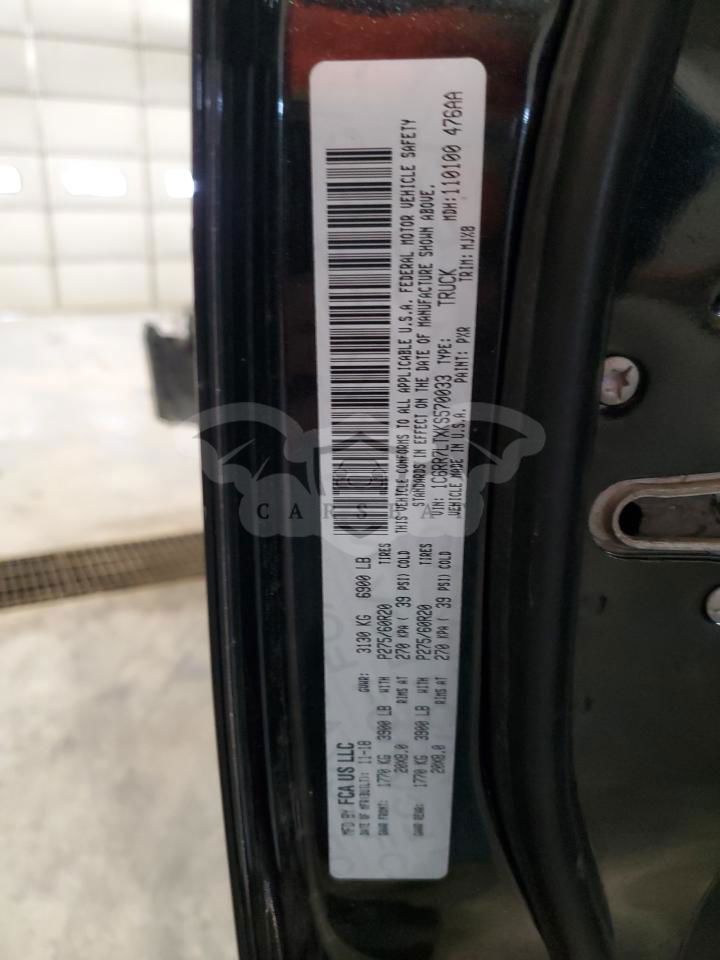 MFD BY FCA US LLC
DATE OF MFR(BUILT): 11-18 GVWR: 3130 KG 6900 LB
GAWR FRONT: 1770 KG 3900 LB WITH P275/60R20 TIRES
20X8.0 RIMS AT 270 KPA ( 39 PSI) COLD
GAWR REAR: 1770 KG 3900 LB WITH P275/60R20 TIRES
20X8.0 RIMS AT 270 KPA ( 39 PSI) COLD
THIS VEHICLE CONFORMS TO ALL APPLICABLE U.S.A. FEDERAL MOTOR VEHICLE SAFETY
STANDARDS IN EFFECT ON THE DATE OF MANUFACTURE SHOWN ABOVE.
VIN: 1C6RR7LTXKS570033 TYPE: TRUCK MDH: 110100 476AA
VEHICLE MADE IN U.S.A. PAINT: PXR TRIM: MJX8